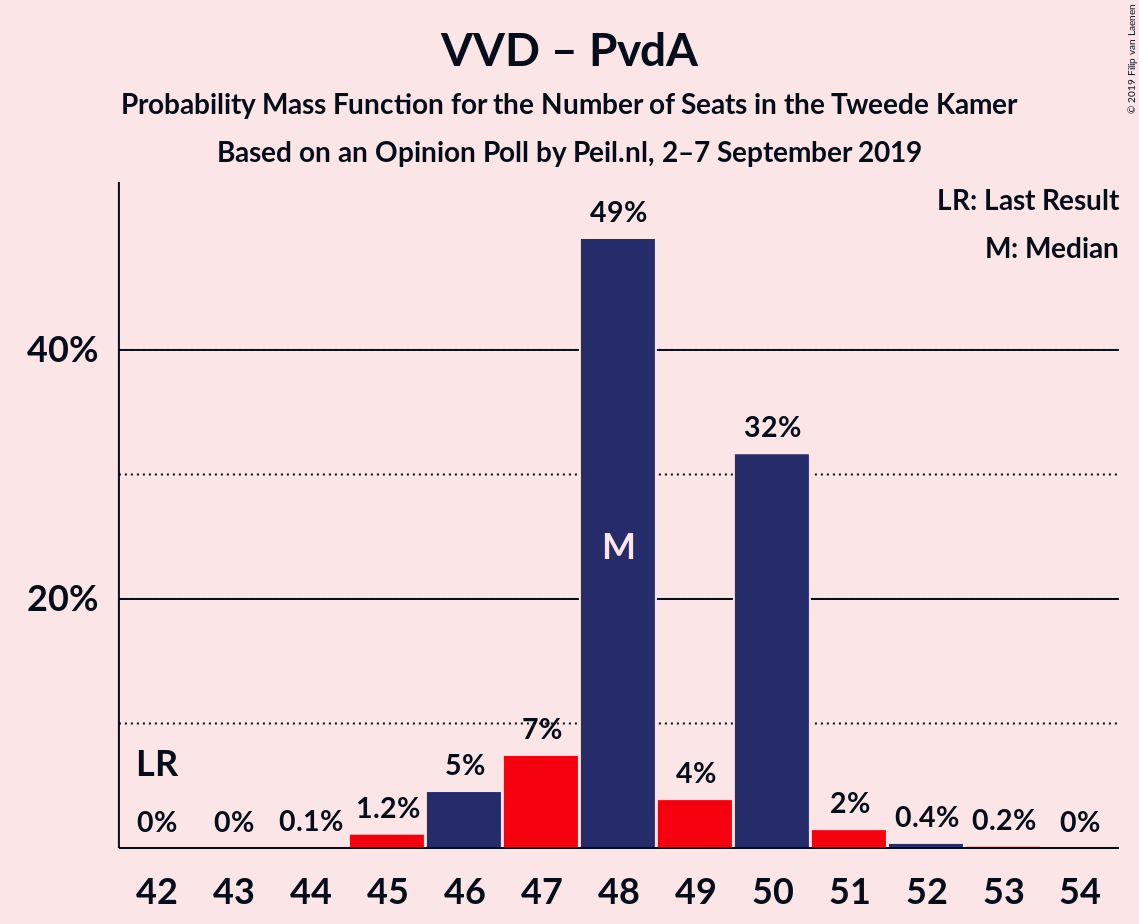 VVD – PvdA
Probability Mass Function for the Number of Seats in the Tweede Kamer
Based on an Opinion Poll by Peil.nl, 2–7 September 2019
© 2019 Filip van Laenen
LR: Last Result
M: Median
40%
20%
LR
0%
0%
0.1%
1.2%
5%
7%
49%
M
4%
32%
2%
0.4%
0.2%
0%
42 43 44 45 46 47 48 49 50 51 52 53 54